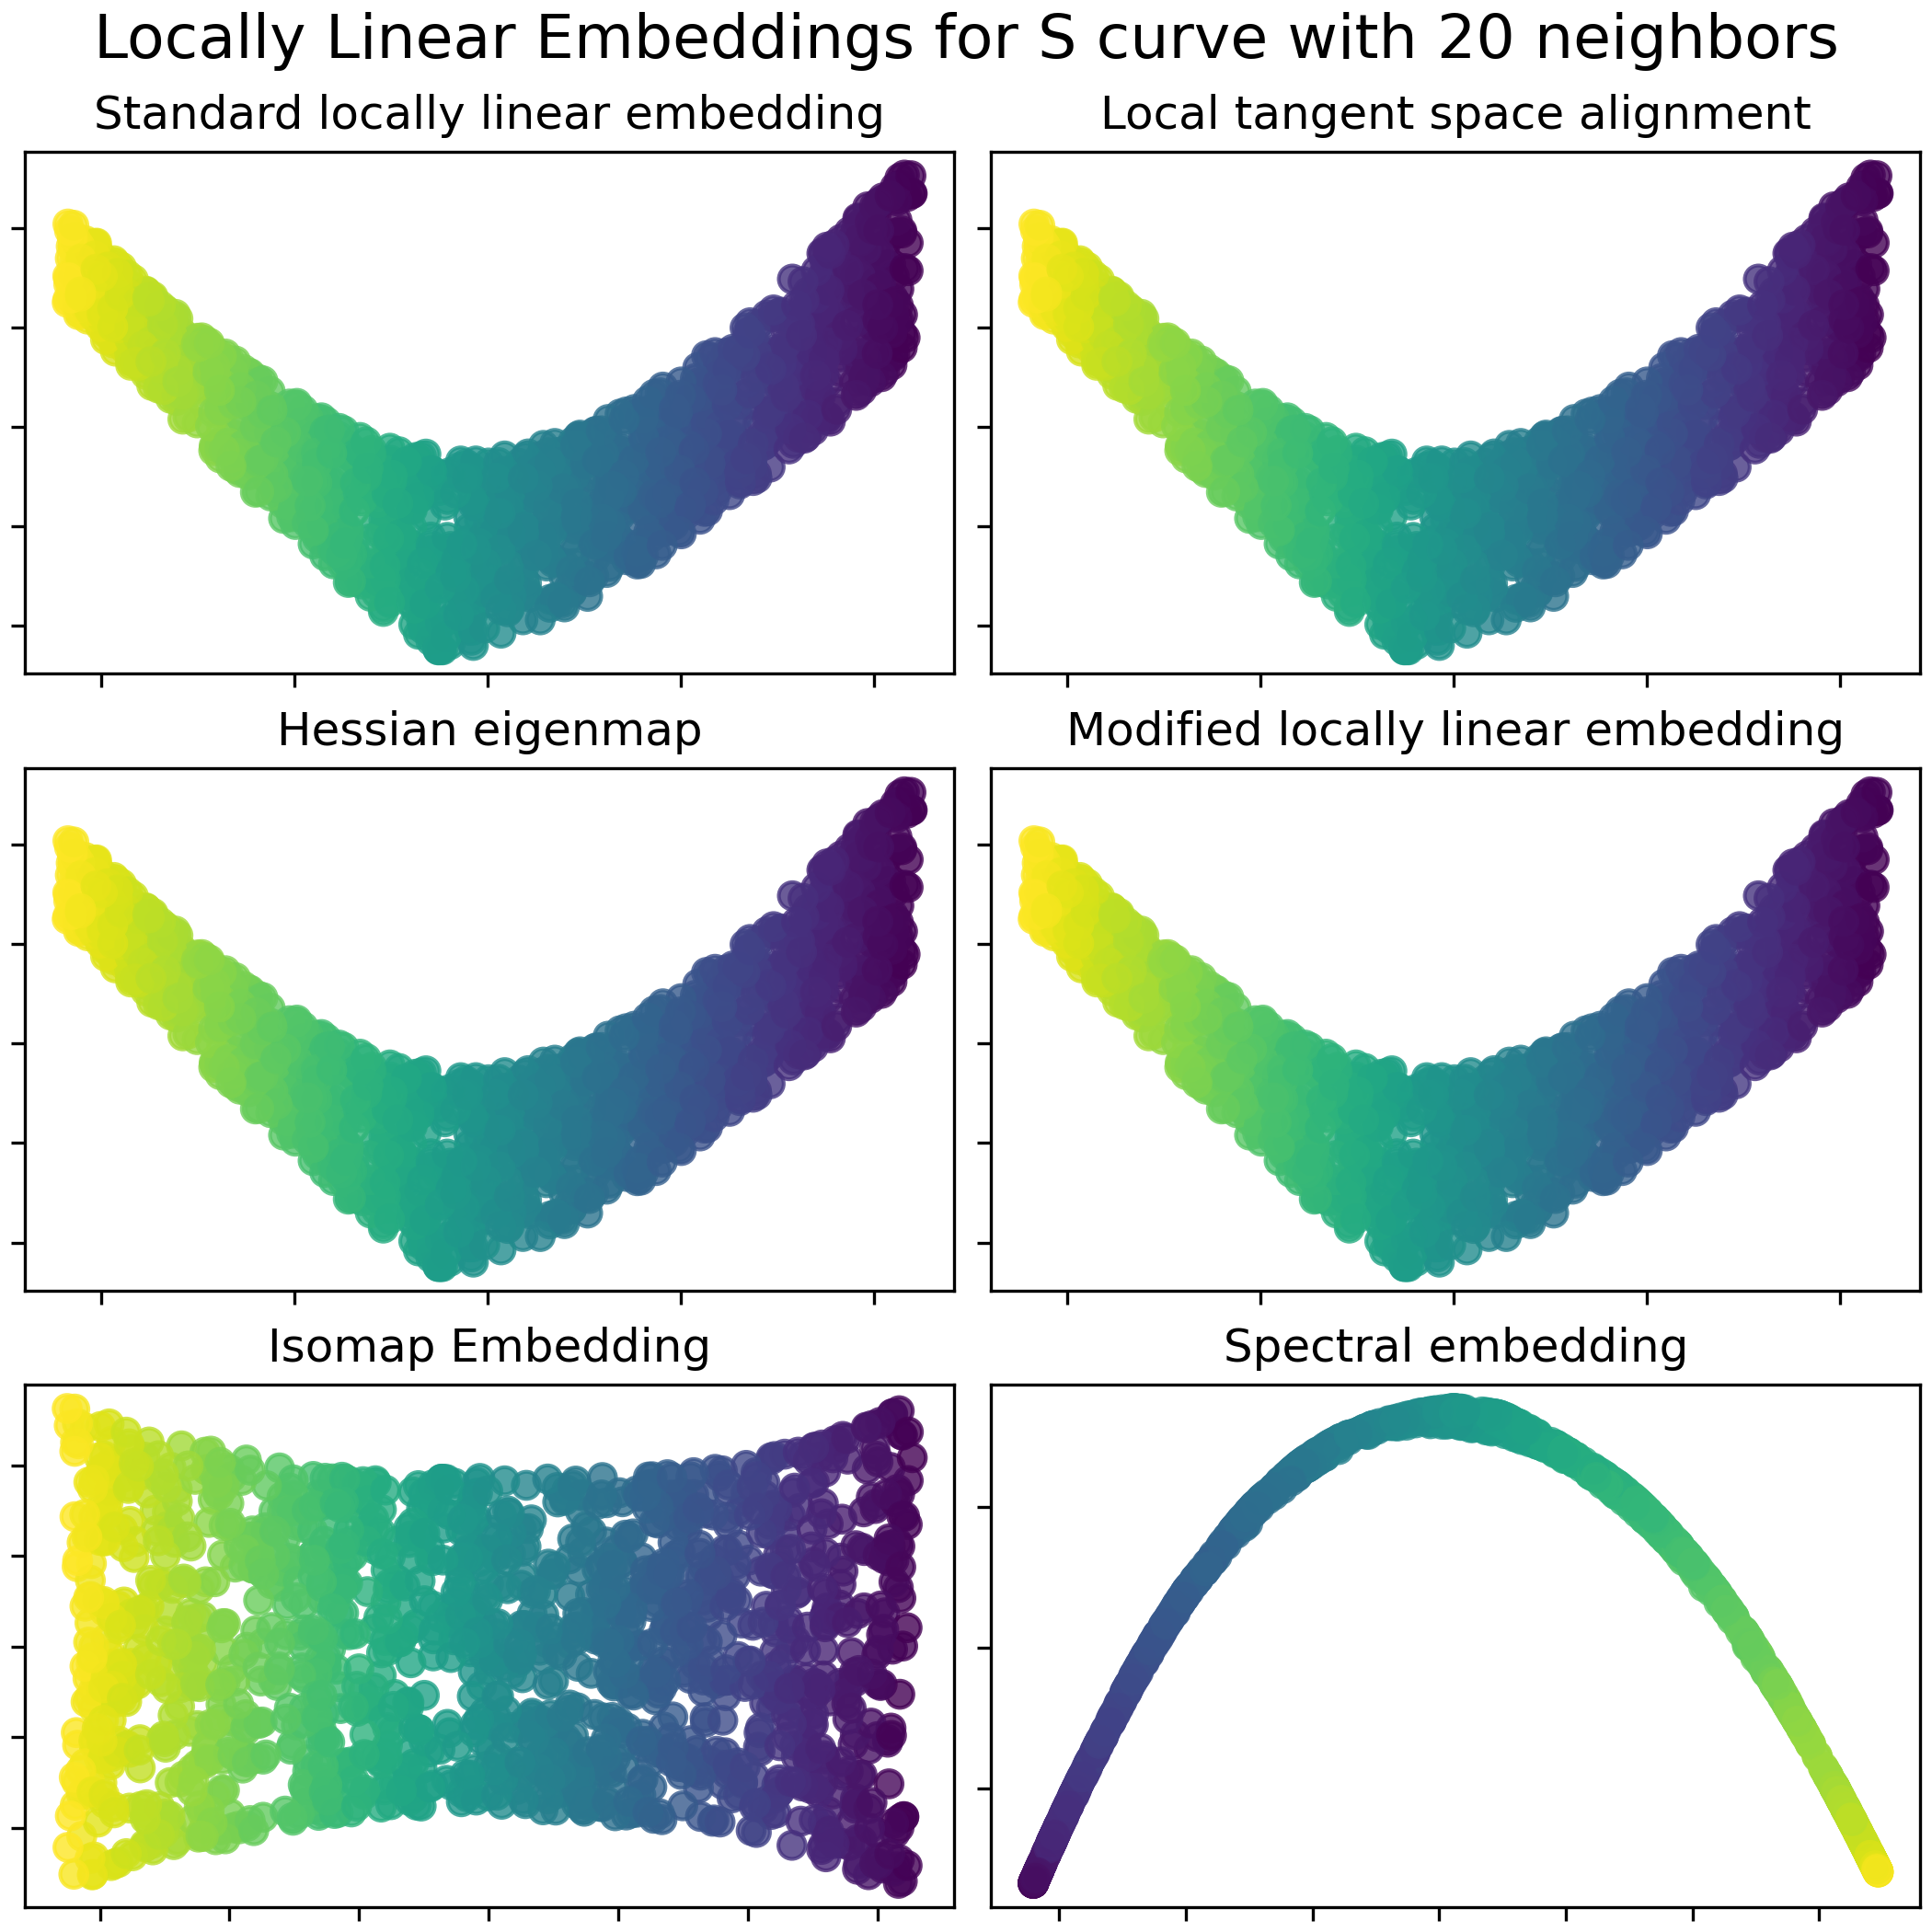 Locally Linear Embeddings for S curve with 20 neighbors
Standard locally linear embedding
Local tangent space alignment
Hessian eigenmap
Modified locally linear embedding
Isomap Embedding
Spectral embedding